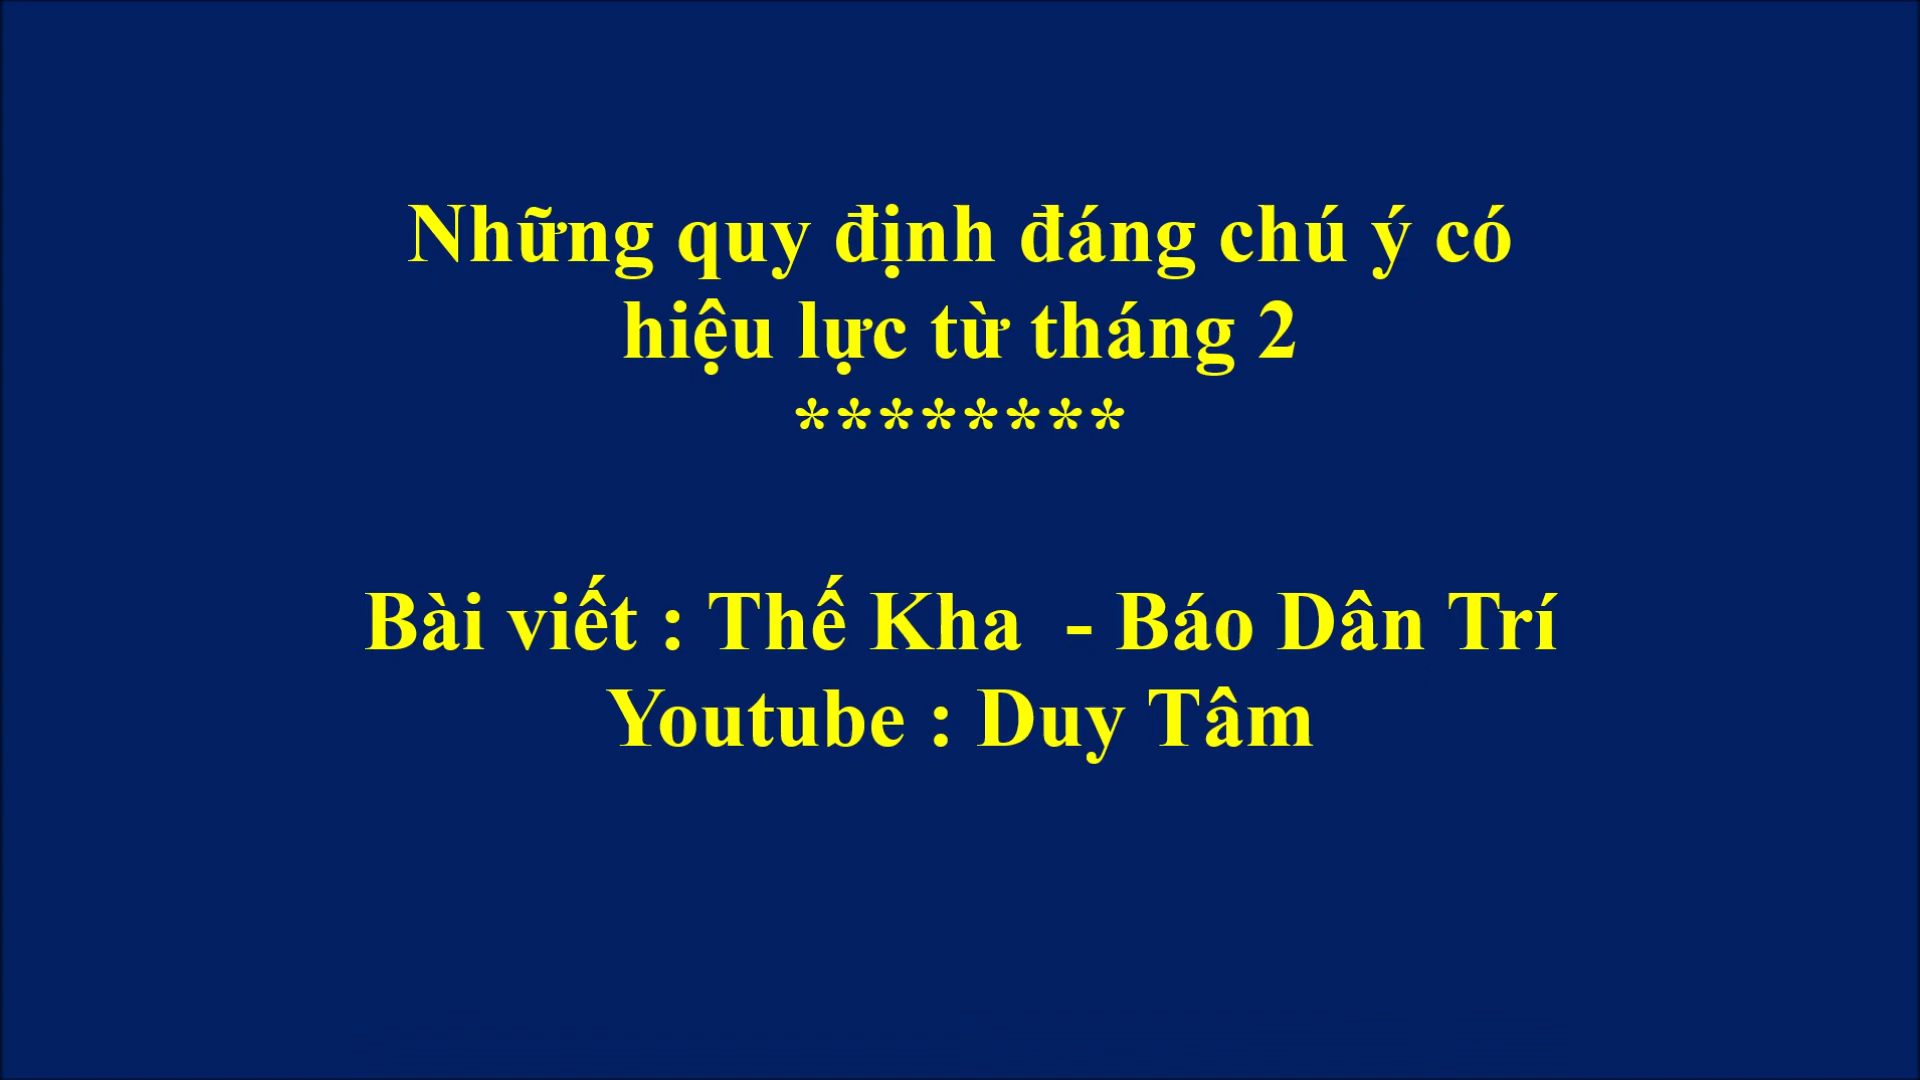 Những quy định đáng chú ý có
hiệu lực từ tháng 2
********
Bài viết : Thế Kha  - Báo Dân Trí
Youtube : Duy Tâm